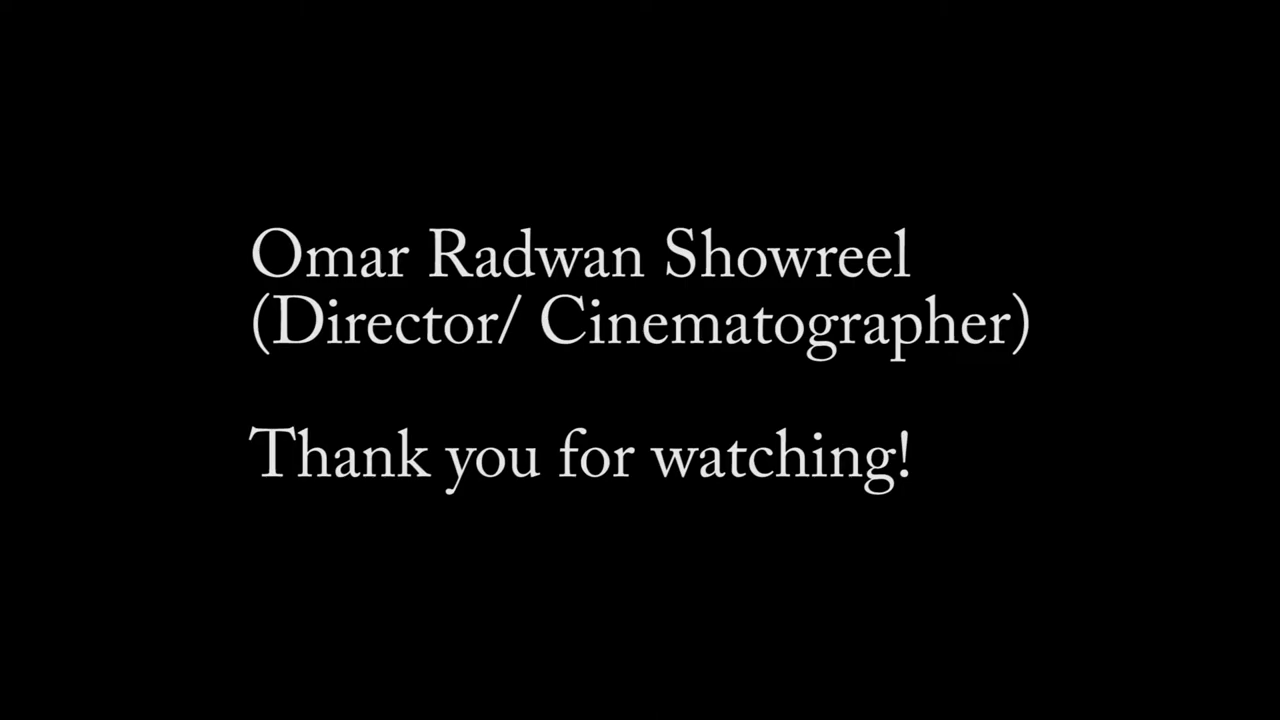 Omar Radwan Showreel
(Director/ Cinematographer)
Thank you for watching!